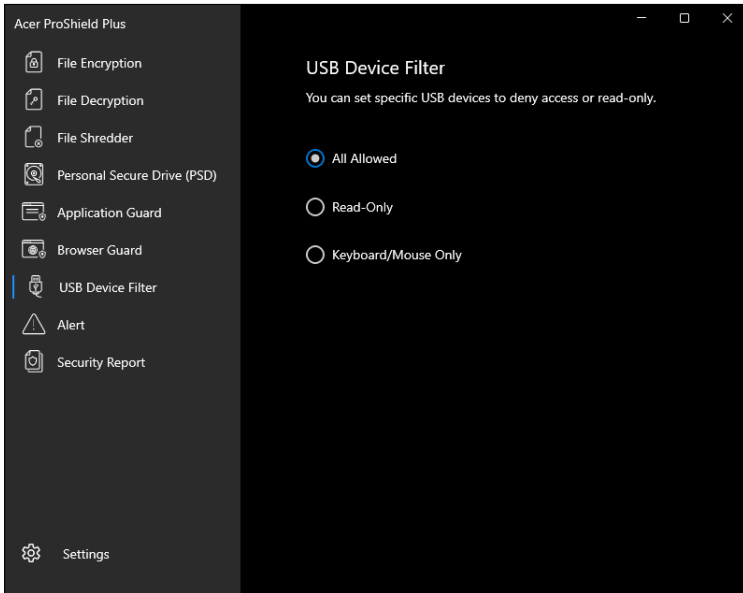 Acer ProShield Plus
File Encryption
File Decryption
File Shredder
Personal Secure Drive (PSD)
Application Guard
Browser Guard
USB Device Filter
Alert
Security Report
Settings
USB Device Filter
You can set specific USB devices to deny access or read-only.
All Allowed
Read-Only
Keyboard/Mouse Only